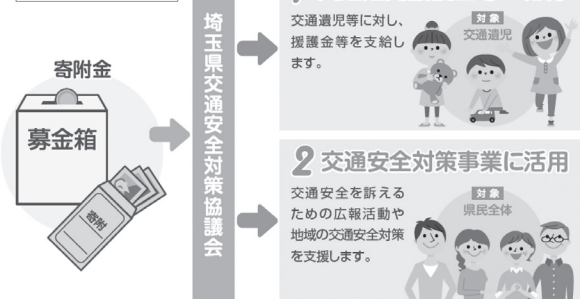 寄附金
募金箱
寄附
埼玉県交通安全対策協議会
交通遺児等に対し、
援護金等を支給し
ます。
対象
交通遺児
2 交通安全対策事業に活用
交通安全を訴える
ための広報活動や
地域の交通安全対策
を支援します。
対象
県民全体